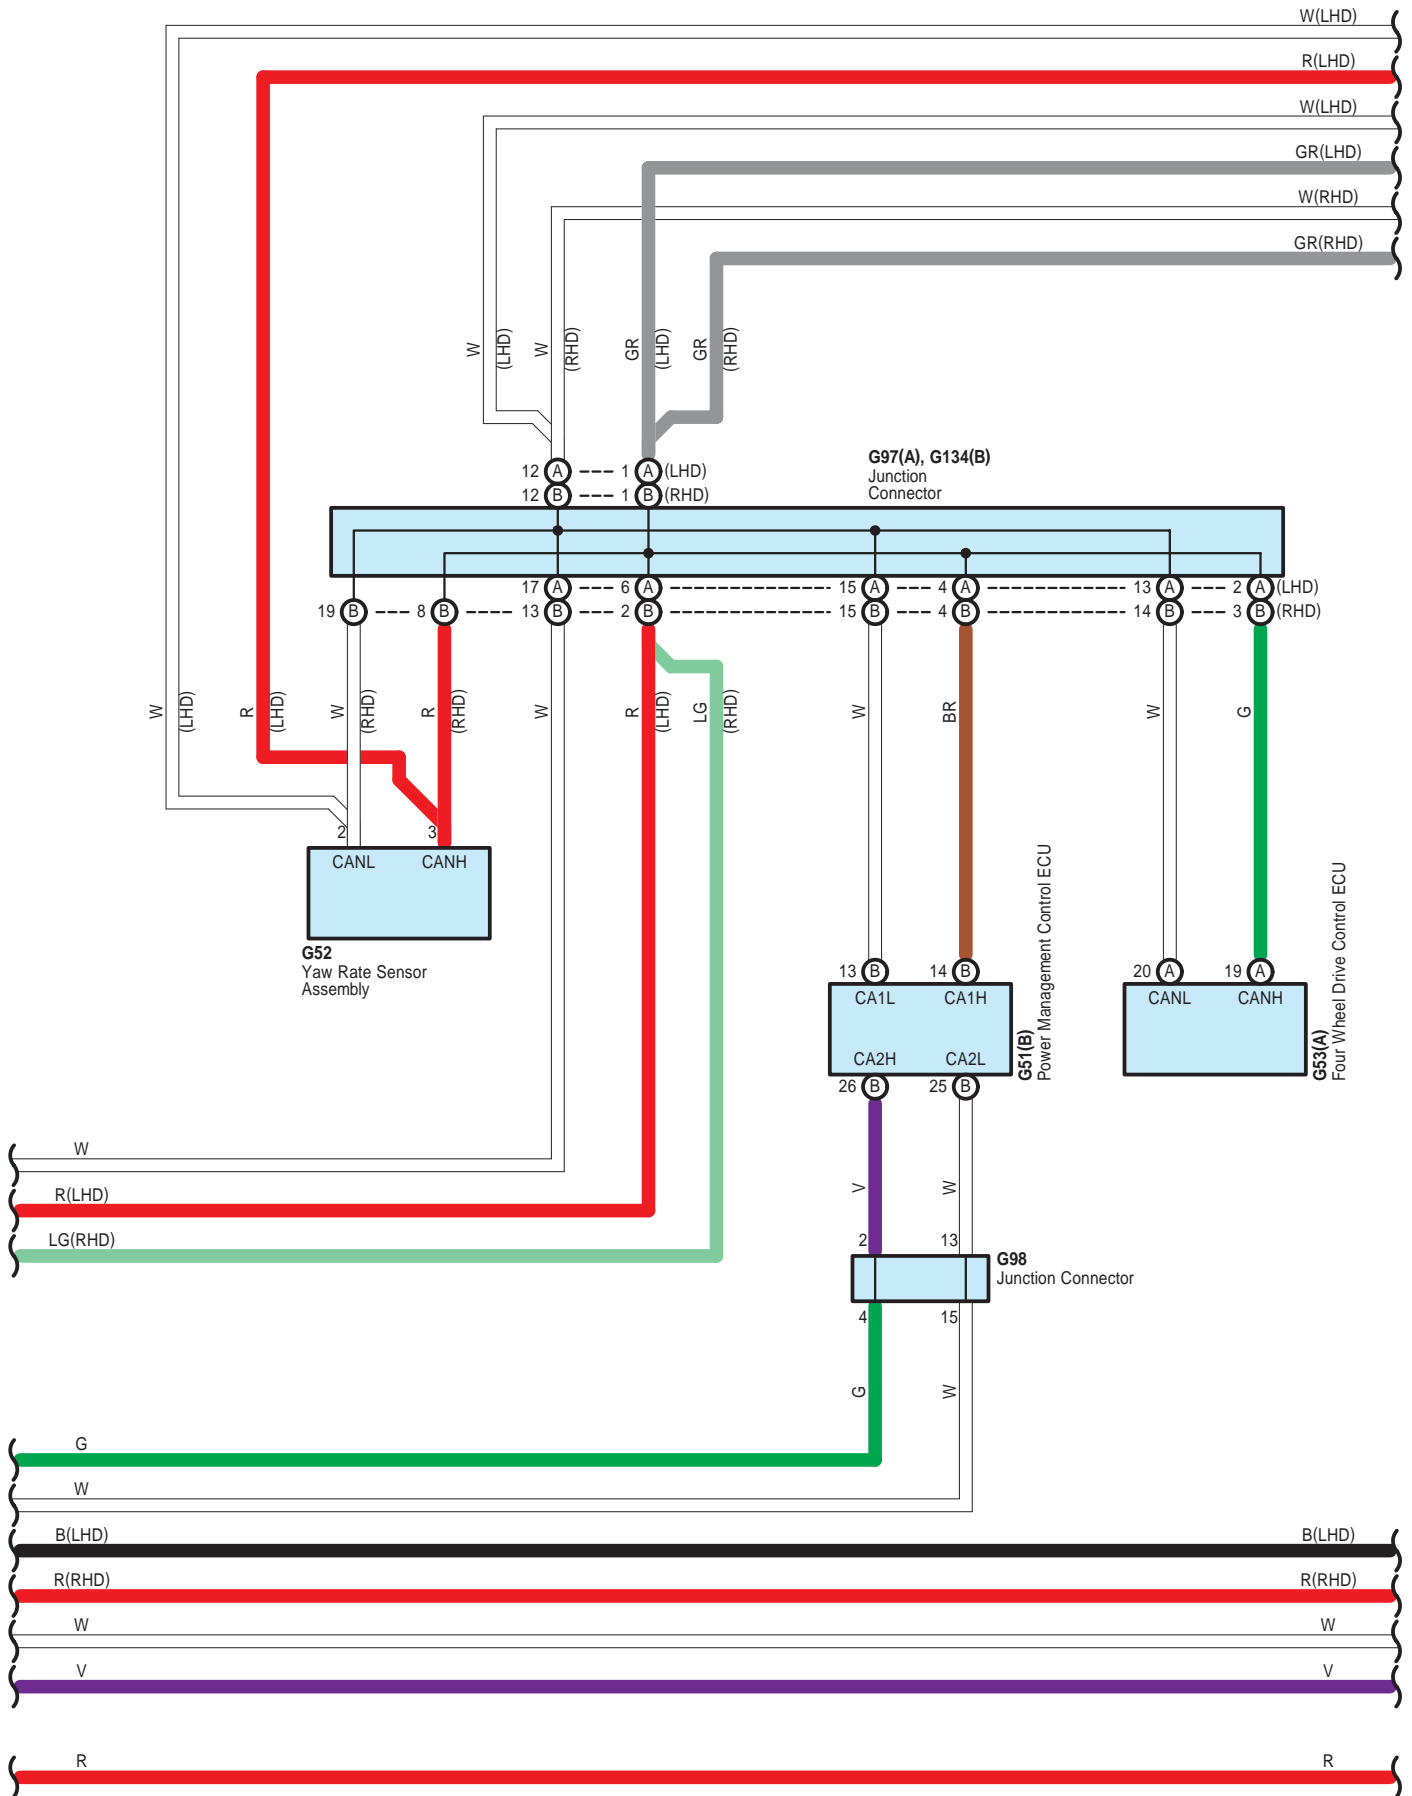 W(LHD)
R(LHD)
W(LHD)
GR(LHD)
W(RHD)
GR(RHD)
W
(LHD)
W
(RHD)
GR
(LHD)
GR
(RHD)
G97(A), G134(B)
Junction
Connector
12 A 1 A (LHD)
12 B 1 B (RHD)
17 A 6 A 15 A 4 A 13 A 2 A (LHD)
19 B 8 B 13 B 2 B 15 B 4 B 14 B 3 B (RHD)
W
(LHD)
R
(LHD)
W
(RHD)
R
(RHD)
W
R
(LHD)
LG
(RHD)
W
BR
W
G
2 3
CANL CANH
G52
Yaw Rate Sensor
Assembly
13 B 14 B
CA1L CA1H
CA2H CA2L
26 B 25 B
G51(B)
Power Management Control ECU
20 A 19 A
CANL CANH
G53(A)
Four Wheel Drive Control ECU
W
R(LHD)
LG(RHD)
V
W
2 13
G98
Junction Connector
4 15
G
W
G
W
B(LHD) B(LHD)
R(RHD) R(RHD)
W W
V V
R R